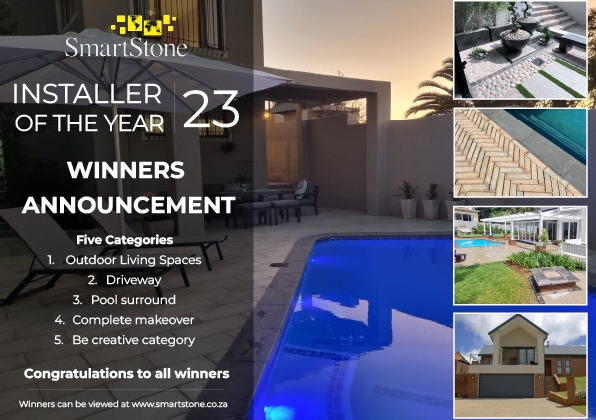 SmartStone
INSTALLER
OF THE YEAR
23
WINNERS
ANNOUNCEMENT
Five Categories
1. Outdoor Living Spaces
2. Driveway
3. Pool surround
4. Complete makeover
5. Be creative category
Congratulations to all winners
Winners can be viewed at www.smartstone.co.za